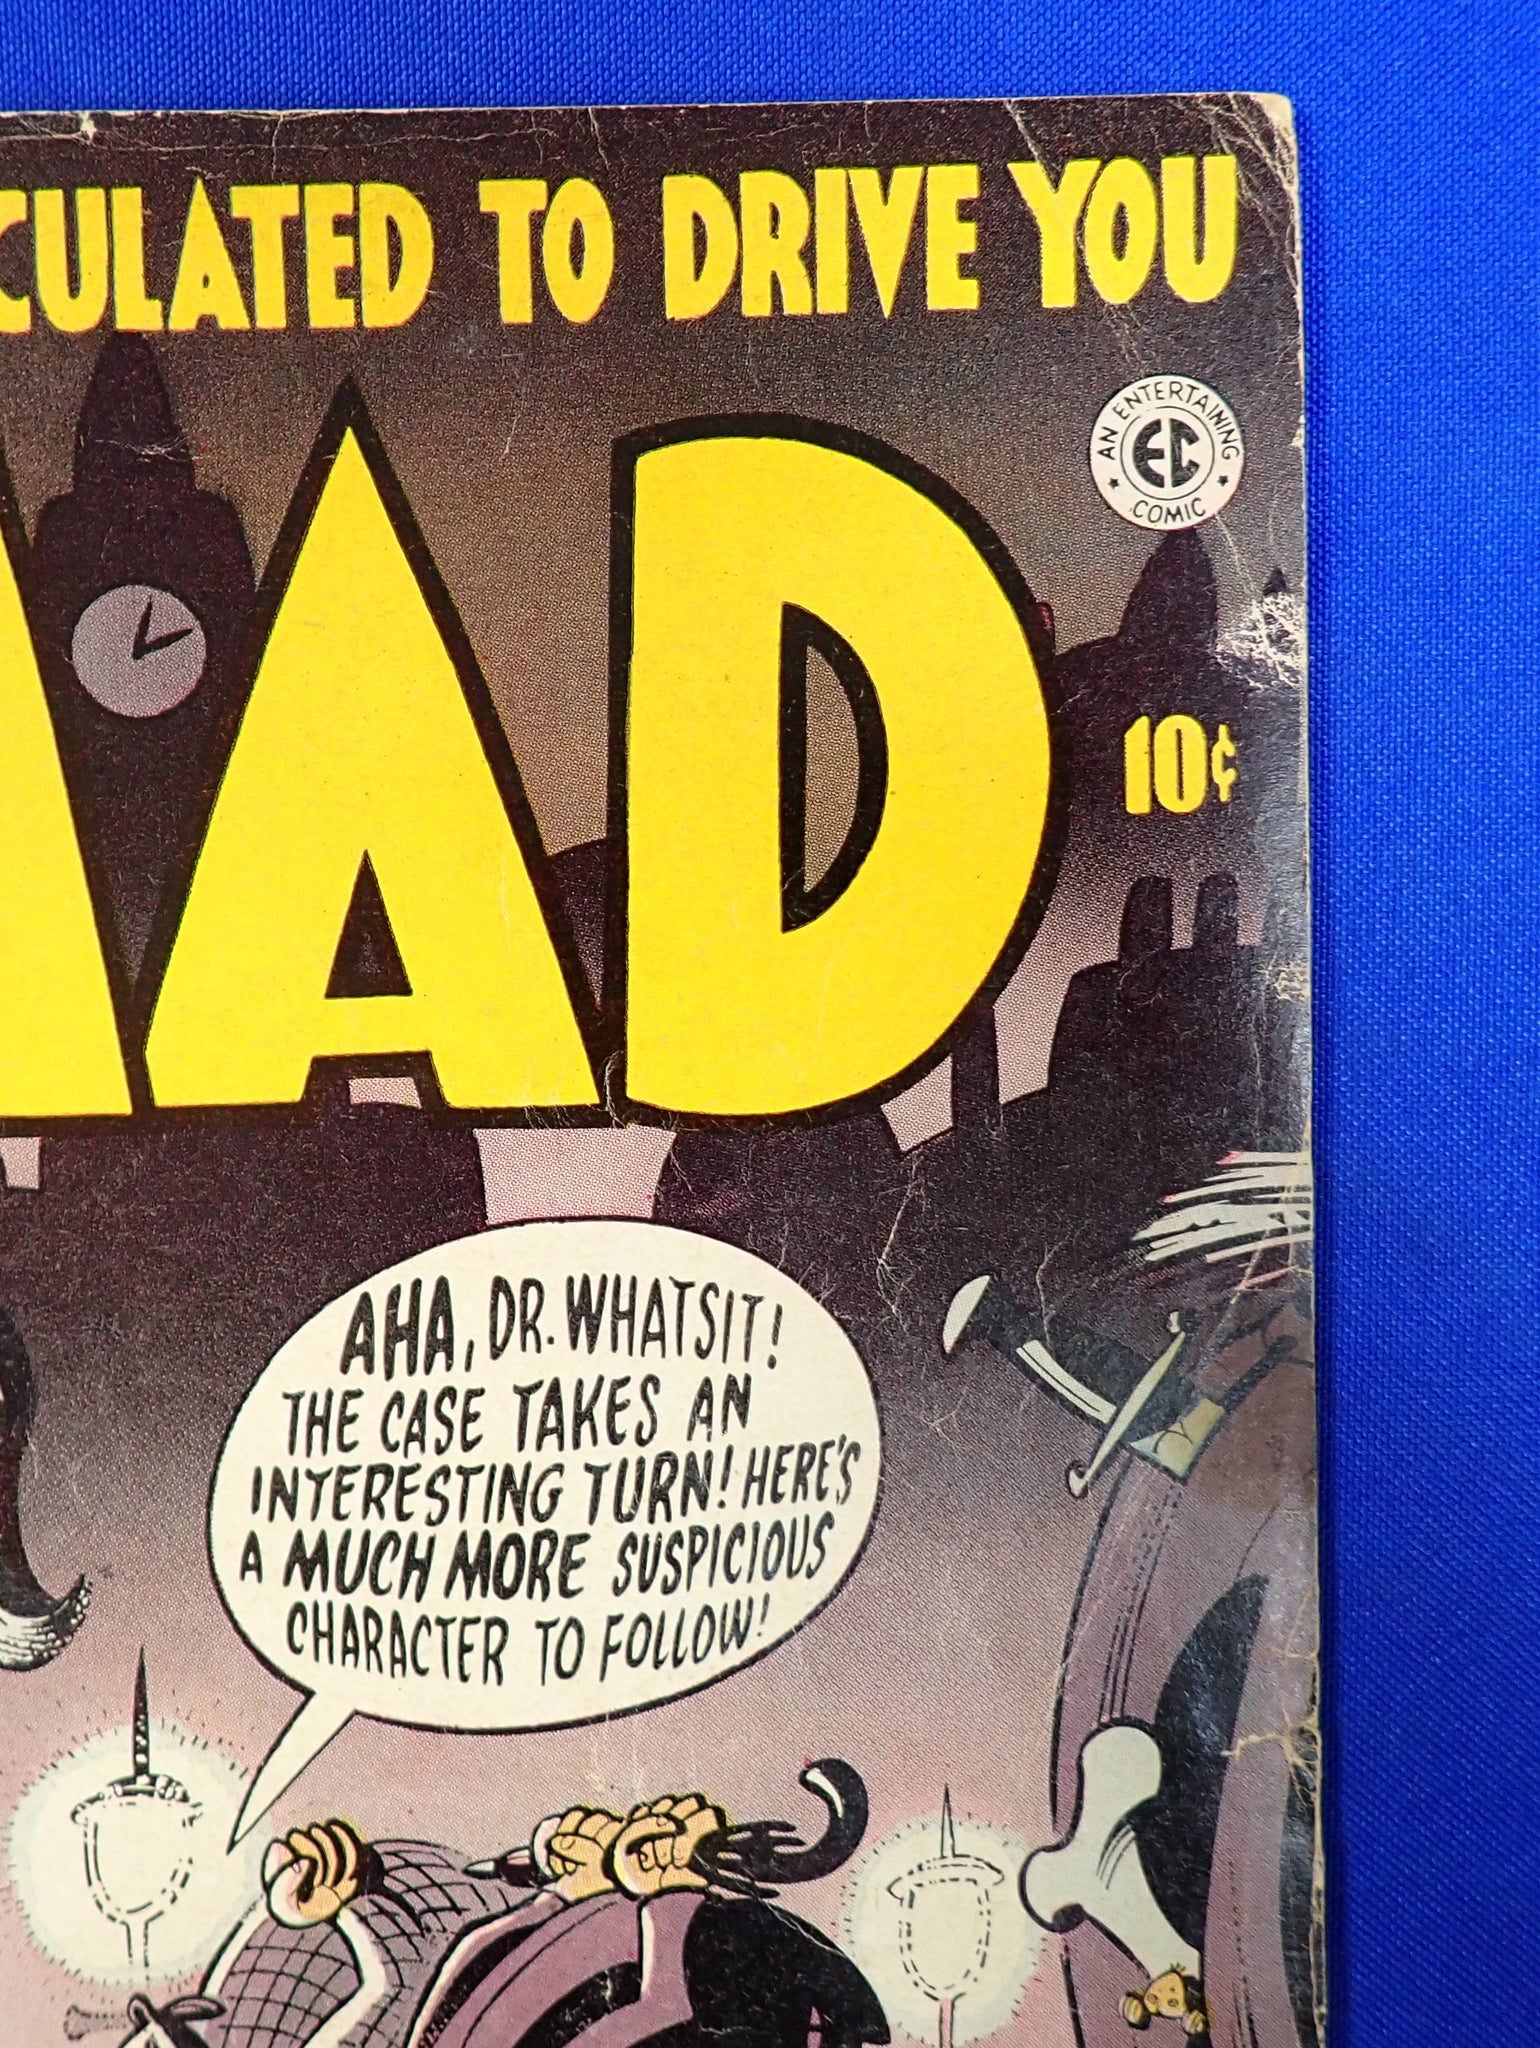 CULATED TO DRIVE YOU
AD
AN ENTERTAINING
EC
COMIC
10¢
AHA, DR. WHATSIT!
THE CASE TAKES AN
INTERESTING TURN! HERE'S
A MUCH MORE SUSPICIOUS
CHARACTER TO FOLLOW!